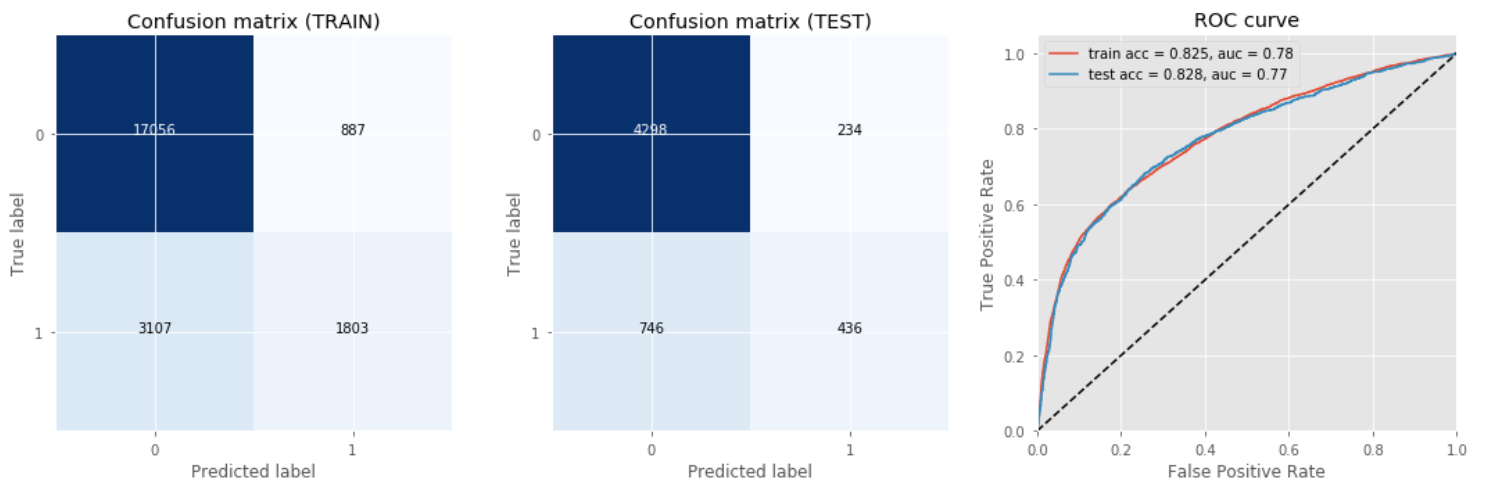 Confusion matrix (TRAIN)
True label
0
17056
887
1
3107
1803
0
1
Predicted label
Confusion matrix (TEST)
True label
0
4298
234
1
746
436
0
1
Predicted label
ROC curve
train acc = 0.825, auc = 0.78
test acc = 0.828, auc = 0.77
True Positive Rate
1.0
0.8
0.6
0.4
0.2
0.0
0.0
0.2
0.4
0.6
0.8
1.0
False Positive Rate